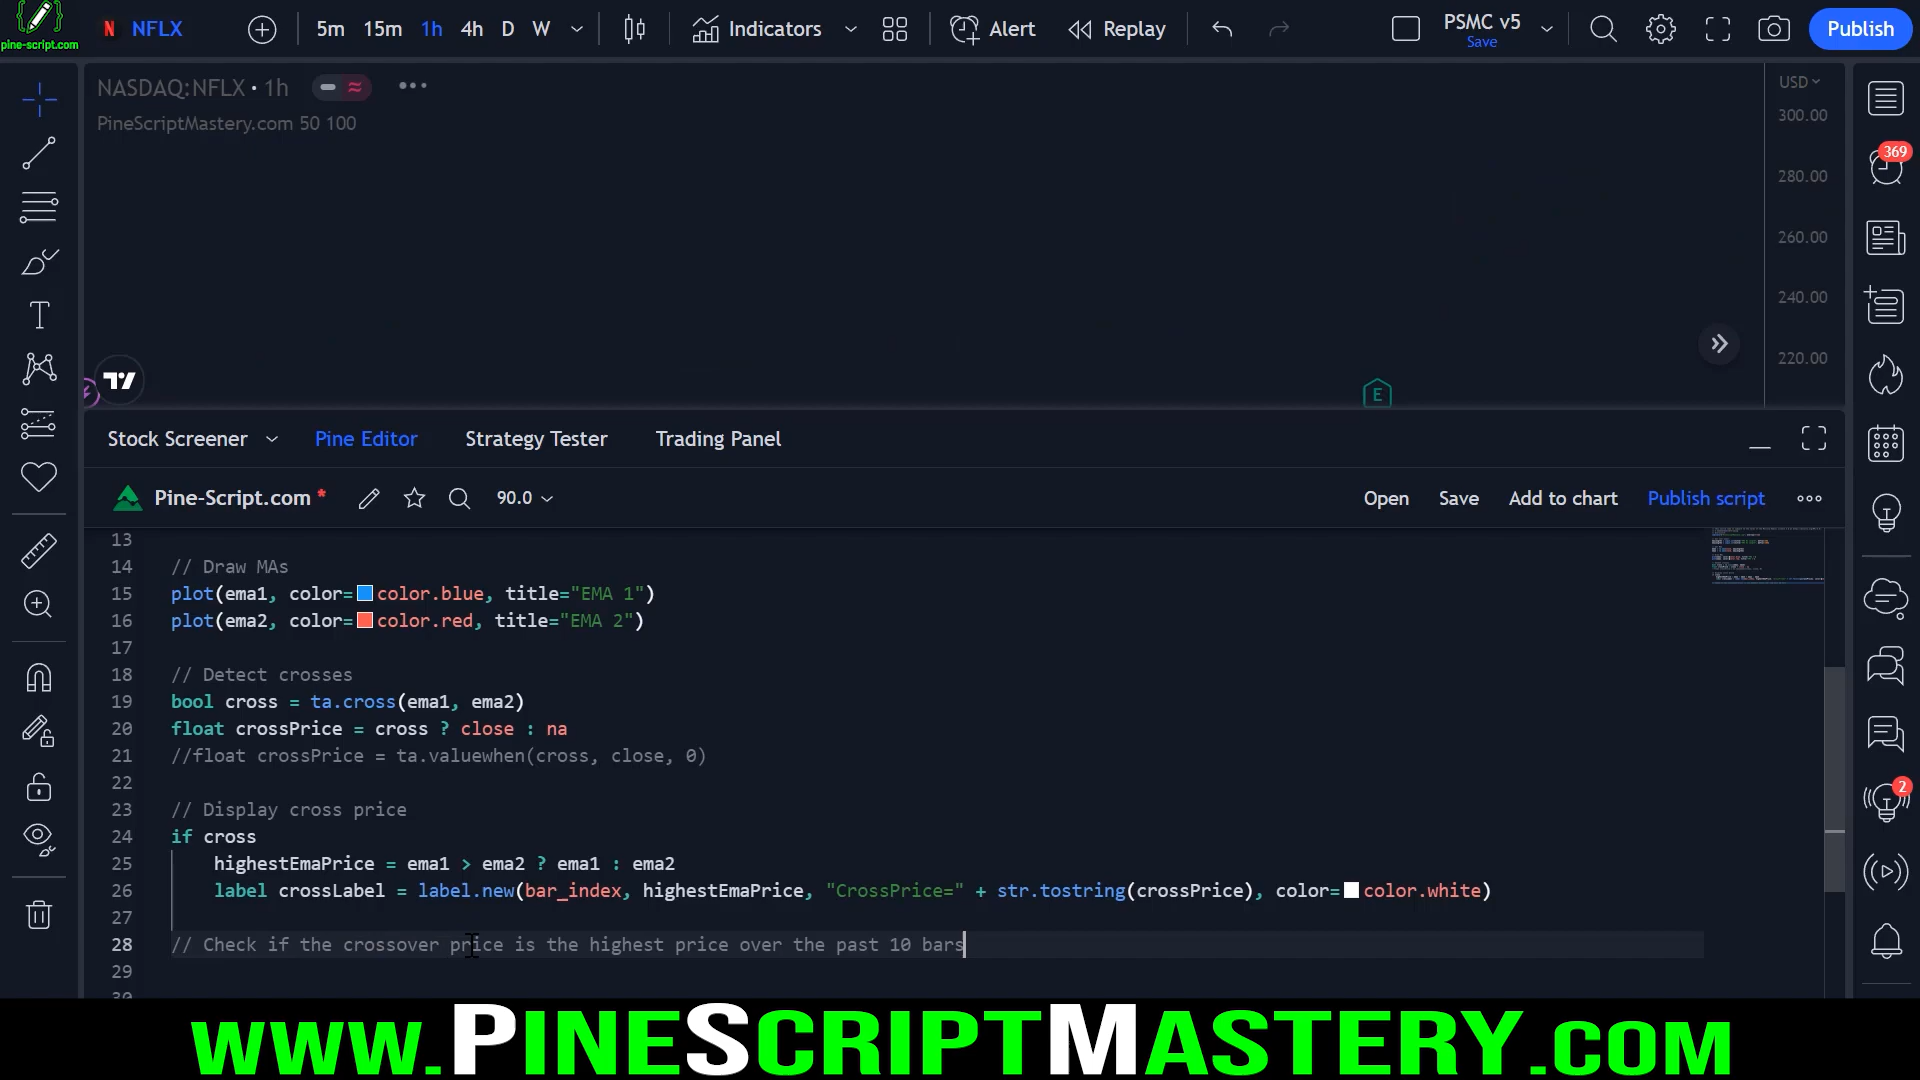 pine-script.com
N NFLX 5m 15m 1h 4h D W Indicators Alert Replay PSMC v5 Save Publish
NASDAQ:NFLX • 1h
PineScriptMastery.com 50 100
USD
300.00
280.00
260.00
240.00
220.00
369
2
E
Stock Screener Pine Editor Strategy Tester Trading Panel
Pine-Script.com * 90.0 Open Save Add to chart Publish script
13
14 // Draw MAs
15 plot(ema1, color=color.blue, title="EMA 1")
16 plot(ema2, color=color.red, title="EMA 2")
17
18 // Detect crosses
19 bool cross = ta.cross(ema1, ema2)
20 float crossPrice = cross ? close : na
21 //float crossPrice = ta.valuewhen(cross, close, 0)
22
23 // Display cross price
24 if cross
25 highestEmaPrice = ema1 > ema2 ? ema1 : ema2
26 label crossLabel = label.new(bar_index, highestEmaPrice, "CrossPrice=" + str.tostring(crossPrice), color=color.white)
27
28 // Check if the crossover price is the highest price over the past 10 bars
29
30
www.PineScriptMastery.com